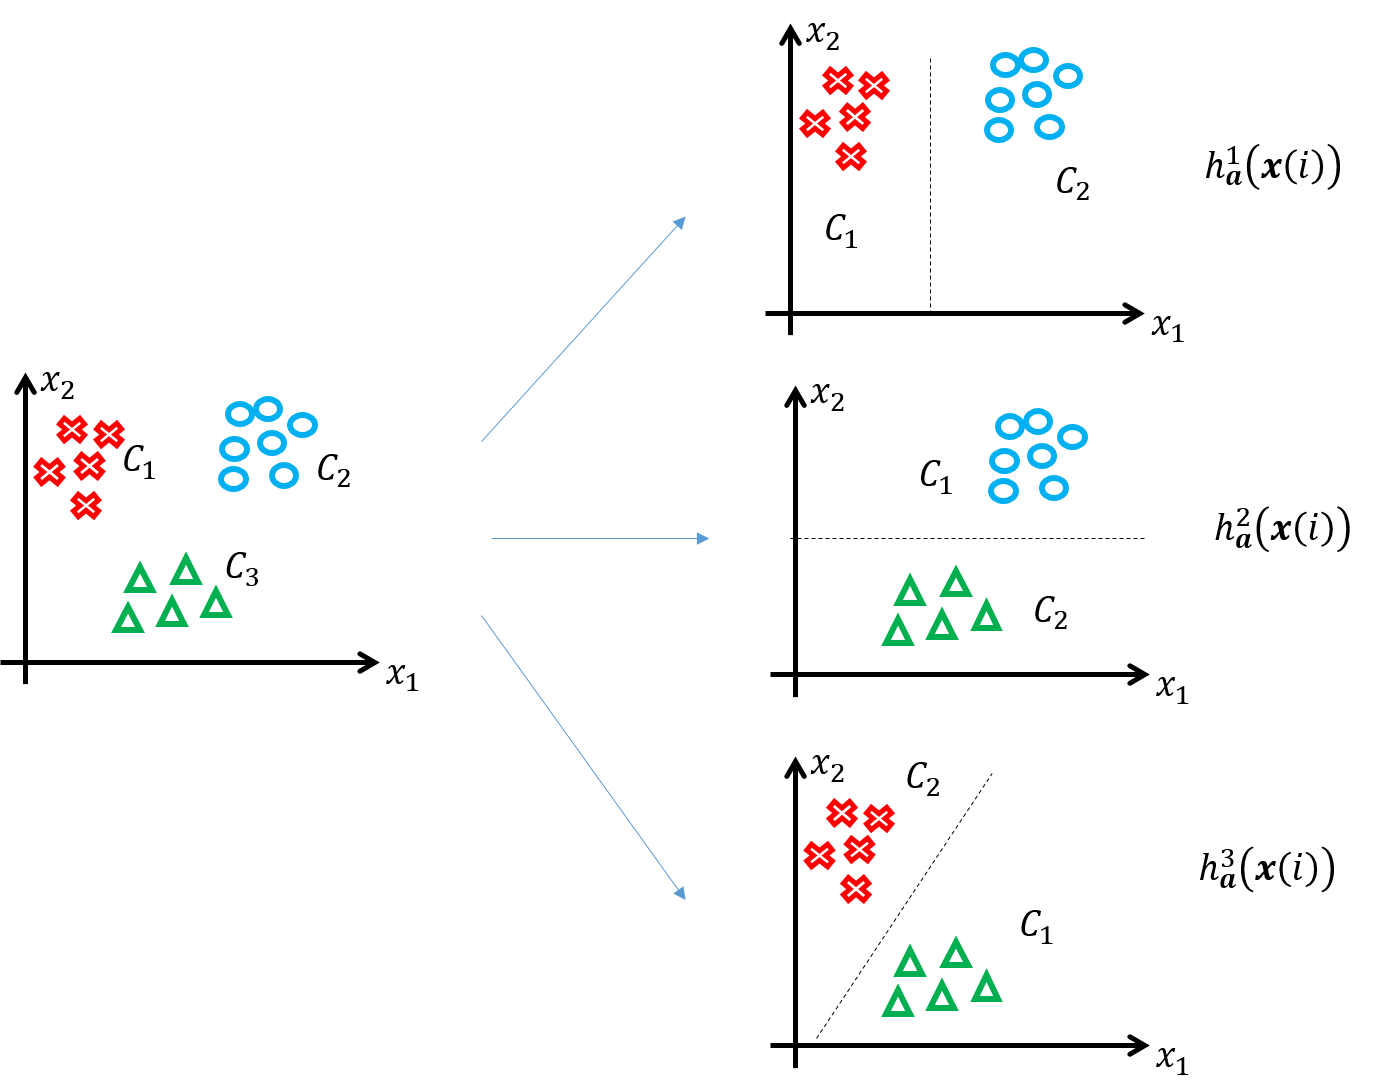 x₂
C₁
C₂
C₃
x₁
x₂
C₁
C₂
x₁
h¹ₐ(x(i))
x₂
C₁
C₂
x₁
h²ₐ(x(i))
x₂
C₂
C₁
x₁
h³ₐ(x(i))